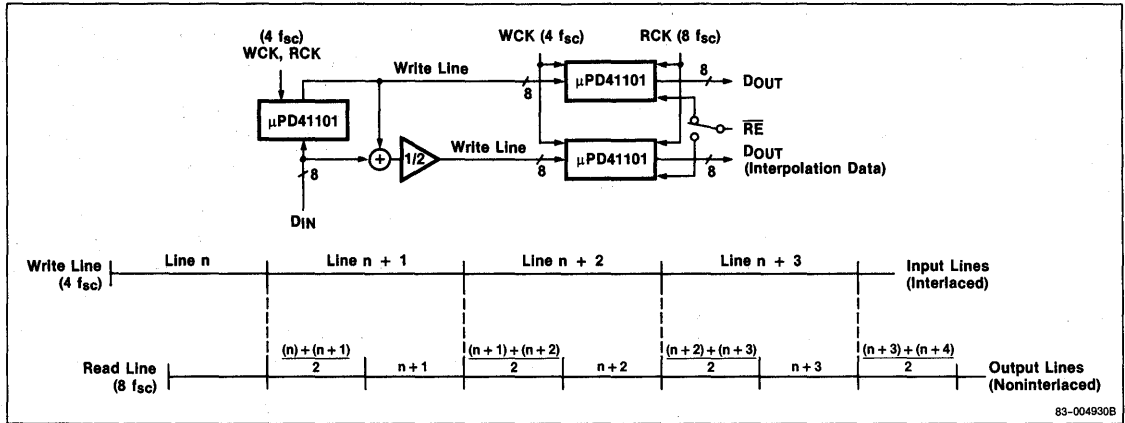 (4 fsc)
WCK, RCK
WCK (4 fsc)
RCK (8 fsc)
Write Line
8
μPD41101
8
DOUT
μPD41101
RE
1/2
Write Line
8
μPD41101
8
DOUT
(Interpolation Data)
+
8
DIN
Write Line
(4 fsc)
Line n
Line n + 1
Line n + 2
Line n + 3
Input Lines
(Interlaced)
Read Line
(8 fsc)
(n) + (n + 1)
2
n + 1
(n + 1) + (n + 2)
2
n + 2
(n + 2) + (n + 3)
2
n + 3
(n + 3) + (n + 4)
2
Output Lines
(Noninterlaced)
83-004930B